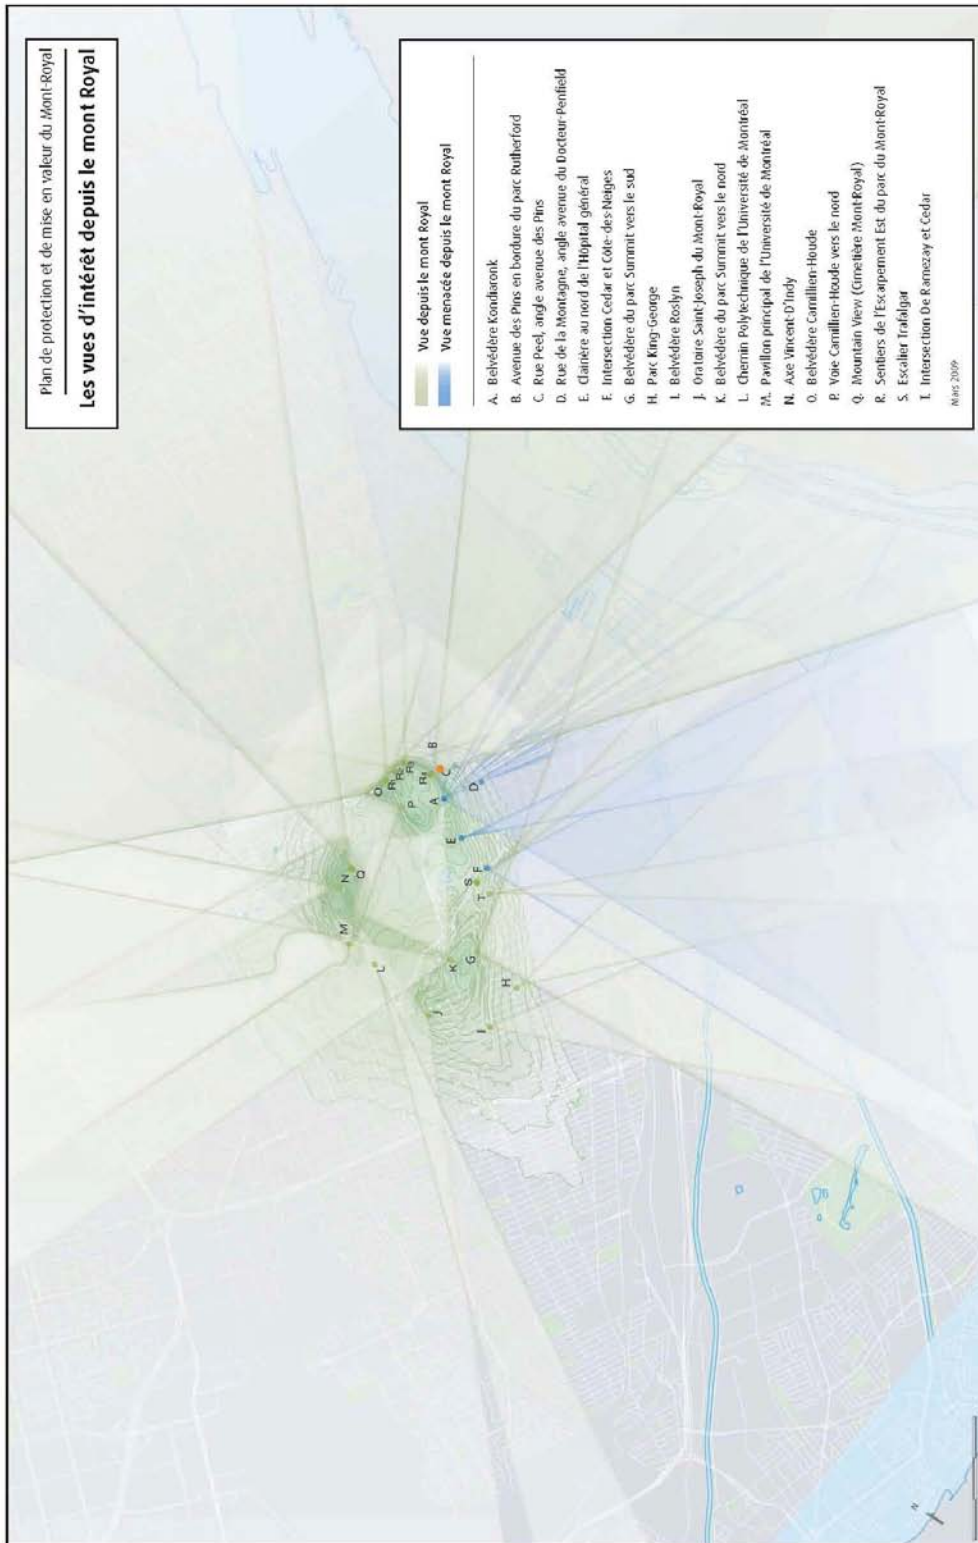 Plan de protection et de mise en valeur du Mont-Royal
Les vues d'intérêt depuis le mont Royal
Vue depuis le mont Royal
Vue menacée depuis le mont Royal
A. Belvédère Kondiaronk
B. Avenue des Pins en bordure du parc Rutherford
C. Rue Peel, angle avenue des Pins
D. Rue de la Montagne, angle avenue du Docteur-Penfield
E. Clairière au nord de l'Hôpital général
F. Intersection Cedar et Côte-des-Neiges
G. Belvédère du parc Summit vers le sud
H. Parc King-George
I. Belvédère Roslyn
J. Oratoire Saint-Joseph du Mont-Royal
K. Belvédère du parc Summit vers le nord
L. Chemin Polytechnique de l'Université de Montréal
M. Pavillon principal de l'Université de Montréal
N. Axe Vincent-D'Indy
O. Belvédère Camillien-Houde
P. Voie Camillien-Houde vers le nord
Q. Mountain View (Cimetière Mont-Royal)
R. Sentiers de l'Escarpement Est du parc du Mont-Royal
S. Escalier Trafalgar
T. Intersection De Ramezay et Cedar
Mars 2009
M
N
Q
L
O
R1
R2
R3
R4
P
B
C
A
D
E
F
S
T
K
G
J
H
I
N